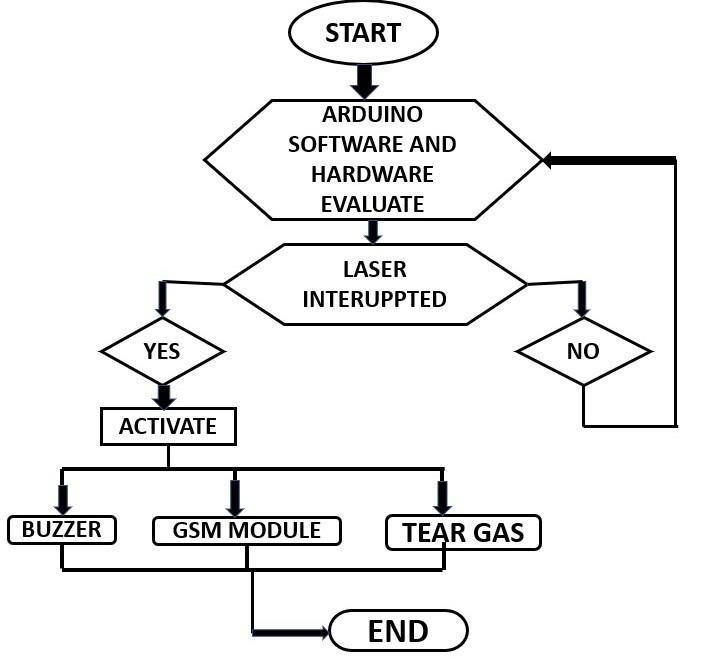 START
ARDUINO
SOFTWARE AND
HARDWARE
EVALUATE
LASER
INTERUPPTED
YES
NO
ACTIVATE
BUZZER
GSM MODULE
TEAR GAS
END